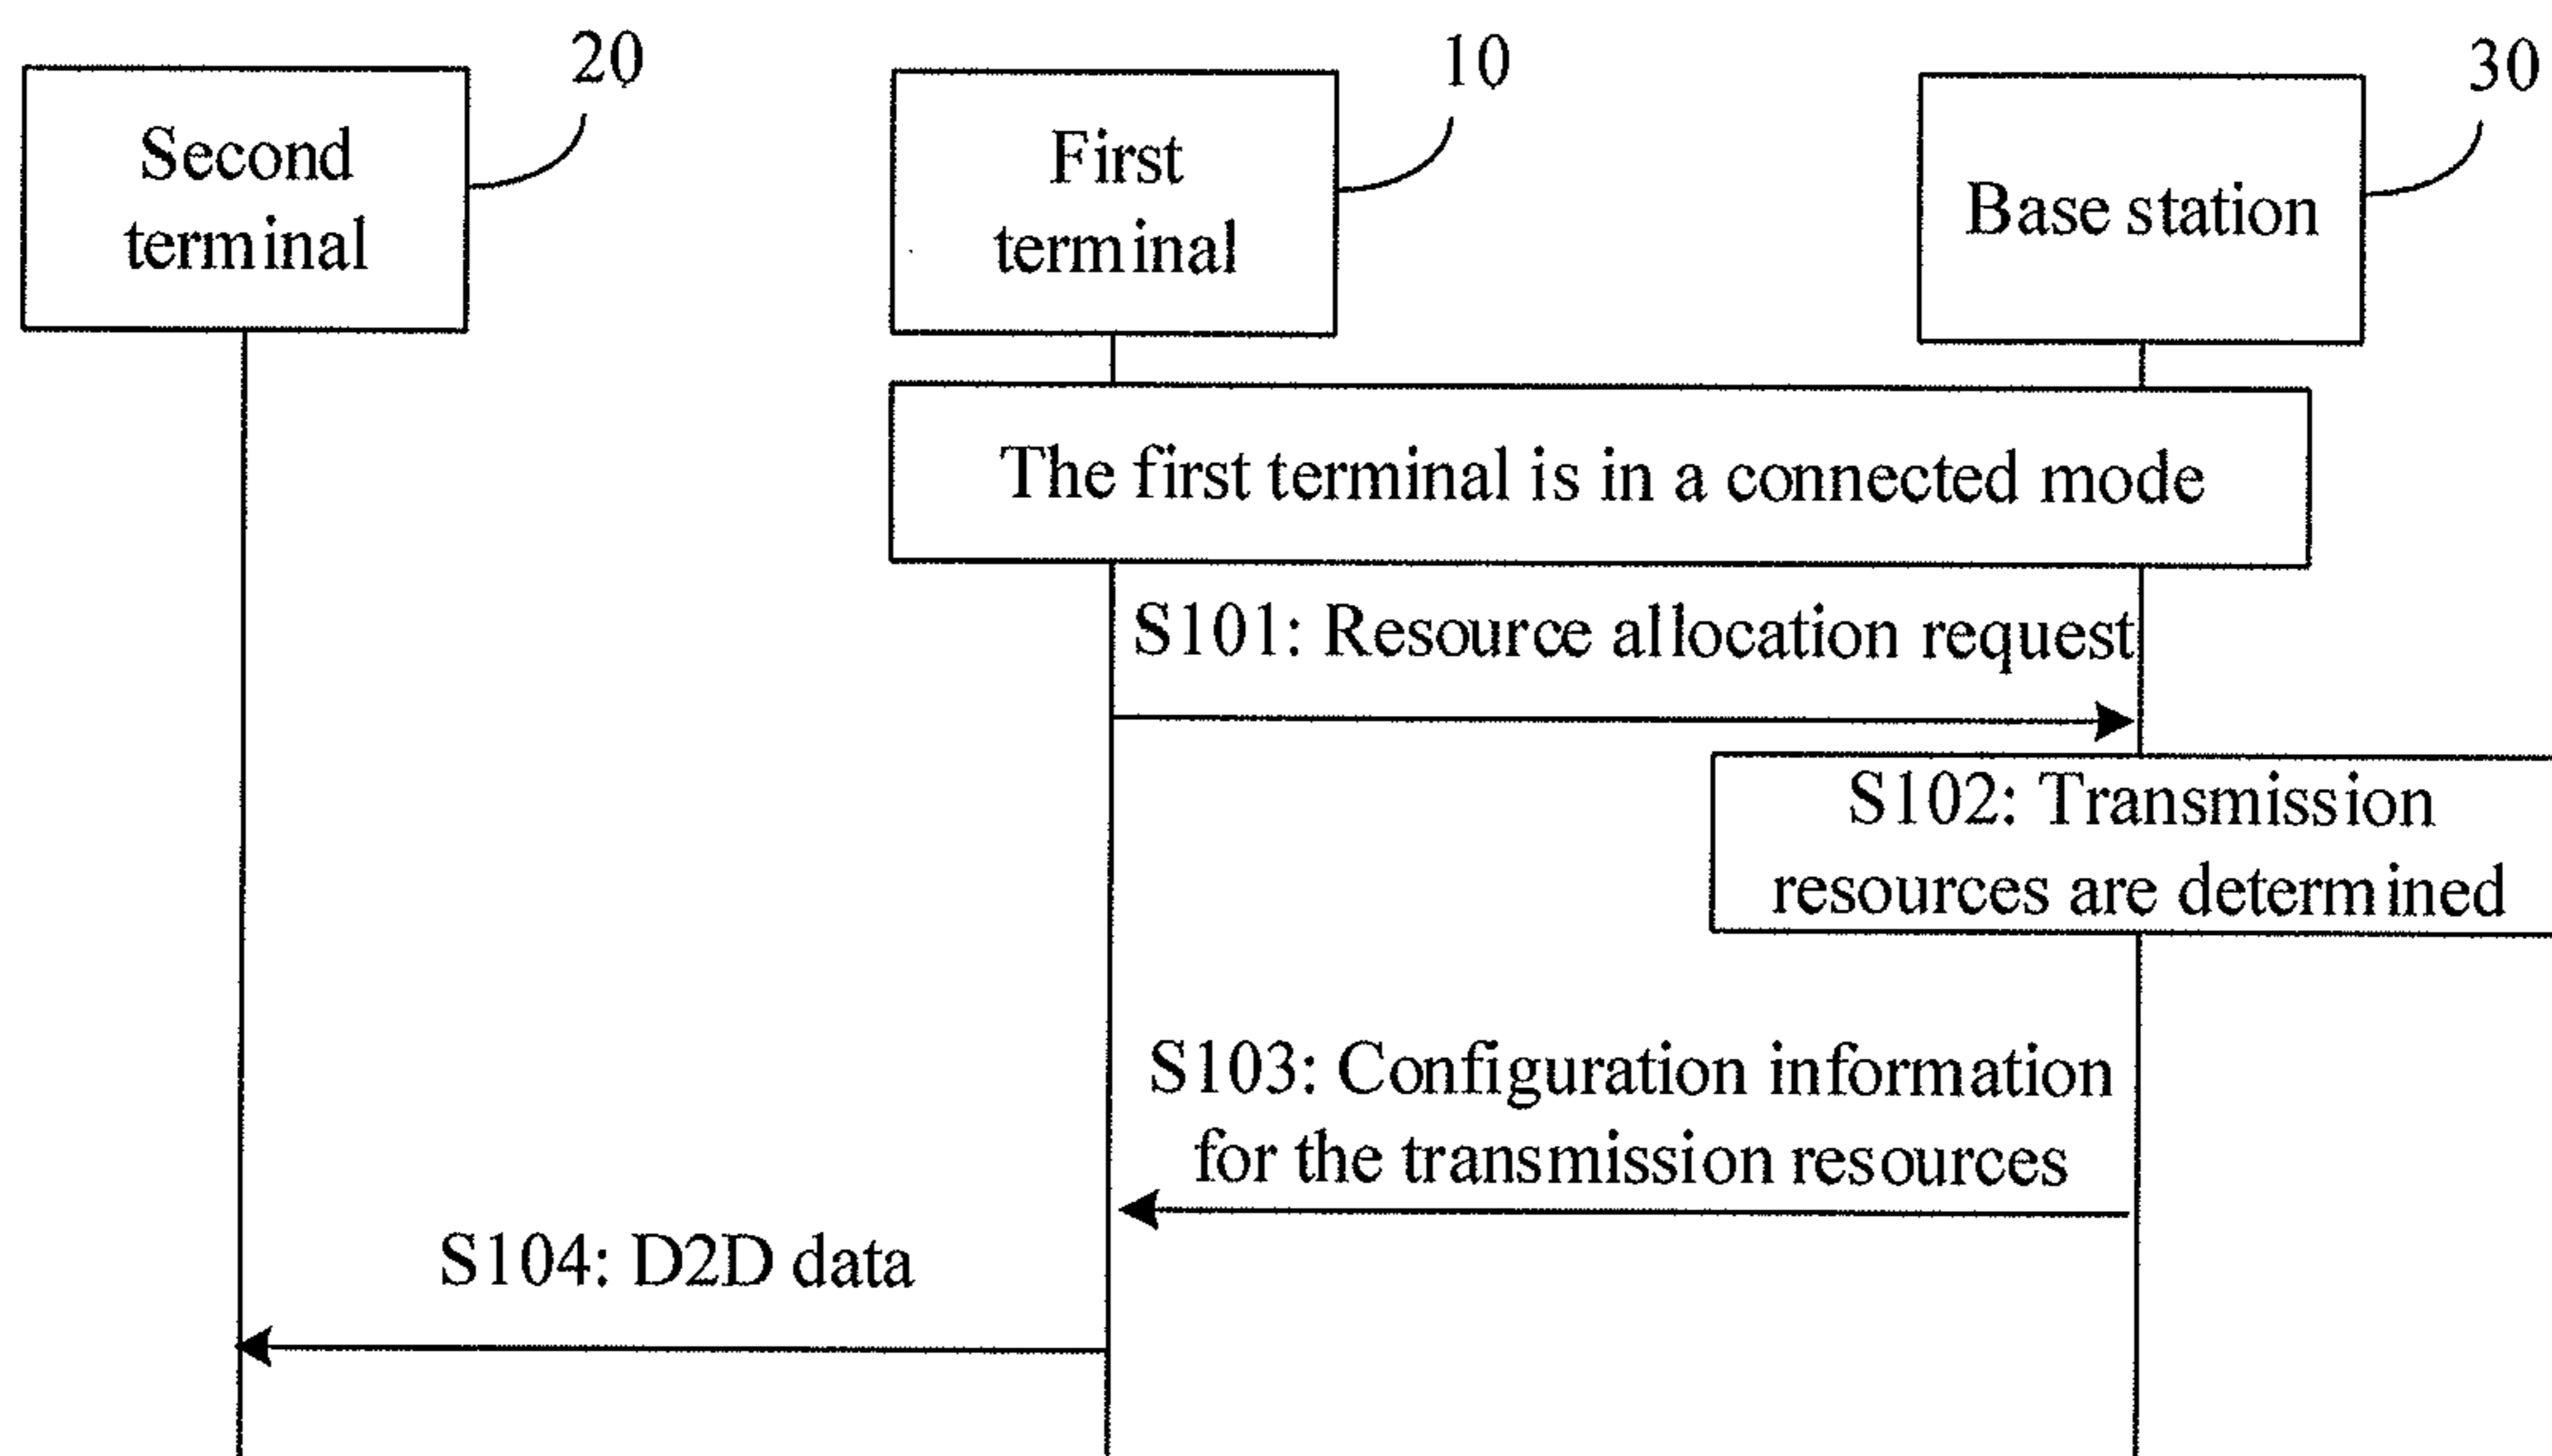 20
10
30
Second
terminal
First
terminal
Base station
The first terminal is in a connected mode
S101: Resource allocation request
S102: Transmission
resources are determined
S103: Configuration information
for the transmission resources
S104: D2D data